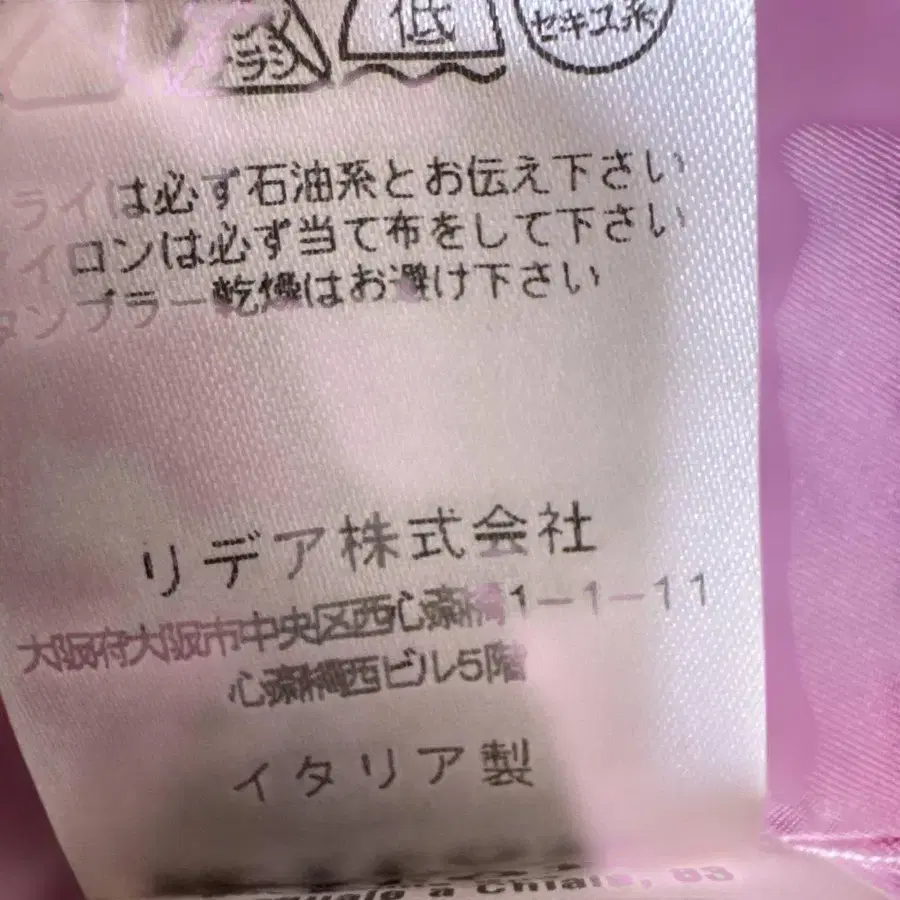 低
セキユ系
ライは必ず石油系とお伝え下さい
イロンは必ず当て布をして下さい
タンブラー乾燥はお避け下さい
リデア株式会社
大阪府大阪市中央区西心斎橋1-1-11
心斎橋西ビル5階
イタリア製
a Chiaia,